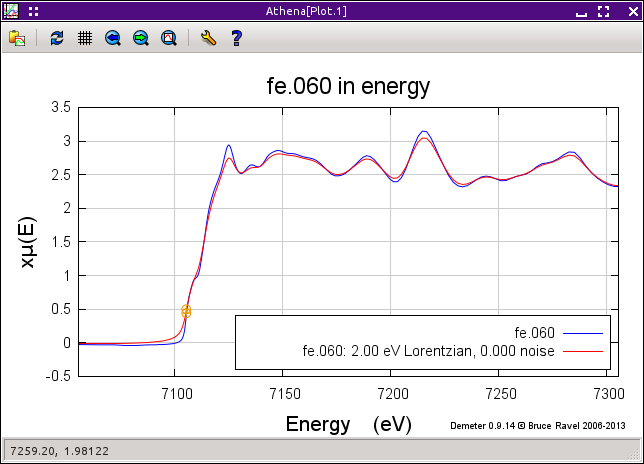 Athena[Plot.1]
fe.060 in energy
3.5
3
2.5
2
1.5
1
0.5
0
-0.5
xμ(E)
fe.060
fe.060: 2.00 eV Lorentzian, 0.000 noise
7100 7150 7200 7250 7300
Energy (eV)
Demeter 0.9.14 © Bruce Ravel 2006-2013
7259.20, 1.98122